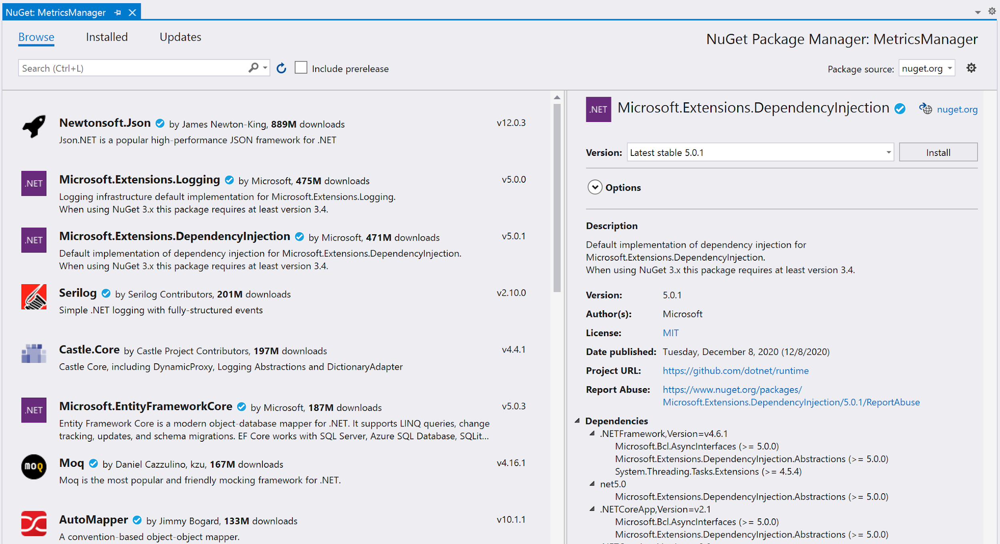 NuGet: MetricsManager
Browse Installed Updates
NuGet Package Manager: MetricsManager
Search (Ctrl+L)
Include prerelease
Package source: nuget.org
Newtonsoft.Json by James Newton-King, 889M downloads v12.0.3
Json.NET is a popular high-performance JSON framework for .NET
.NET
Microsoft.Extensions.Logging by Microsoft, 475M downloads v5.0.0
Logging infrastructure default implementation for Microsoft.Extensions.Logging.
When using NuGet 3.x this package requires at least version 3.4.
.NET
Microsoft.Extensions.DependencyInjection by Microsoft, 471M downloads v5.0.1
Default implementation of dependency injection for Microsoft.Extensions.DependencyInjection.
When using NuGet 3.x this package requires at least version 3.4.
Serilog by Serilog Contributors, 201M downloads v2.10.0
Simple .NET logging with fully-structured events
Castle.Core by Castle Project Contributors, 197M downloads v4.4.1
Castle Core, including DynamicProxy, Logging Abstractions and DictionaryAdapter
.NET
Microsoft.EntityFrameworkCore by Microsoft, 187M downloads v5.0.3
Entity Framework Core is a modern object-database mapper for .NET. It supports LINQ queries, change
tracking, updates, and schema migrations. EF Core works with SQL Server, Azure SQL Database, SQLit...
MOQ
Moq by Daniel Cazzulino, kzu, 167M downloads v4.16.1
Moq is the most popular and friendly mocking framework for .NET.
AutoMapper by Jimmy Bogard, 133M downloads v10.1.1
A convention-based object-object mapper.
.NET
Microsoft.Extensions.DependencyInjection nuget.org
Version: Latest stable 5.0.1 Install
Options
Description
Default implementation of dependency injection for
Microsoft.Extensions.DependencyInjection.
When using NuGet 3.x this package requires at least version 3.4.
Version: 5.0.1
Author(s): Microsoft
License: MIT
Date published: Tuesday, December 8, 2020 (12/8/2020)
Project URL: https://github.com/dotnet/runtime
Report Abuse: https://www.nuget.org/packages/
Microsoft.Extensions.DependencyInjection/5.0.1/ReportAbuse
Dependencies
.NETFramework,Version=v4.6.1
Microsoft.Bcl.AsyncInterfaces (>= 5.0.0)
Microsoft.Extensions.DependencyInjection.Abstractions (>= 5.0.0)
System.Threading.Tasks.Extensions (>= 4.5.4)
net5.0
Microsoft.Extensions.DependencyInjection.Abstractions (>= 5.0.0)
.NETCoreApp,Version=v2.1
Microsoft.Bcl.AsyncInterfaces (>= 5.0.0)
Microsoft.Extensions.DependencyInjection.Abstractions (>= 5.0.0)